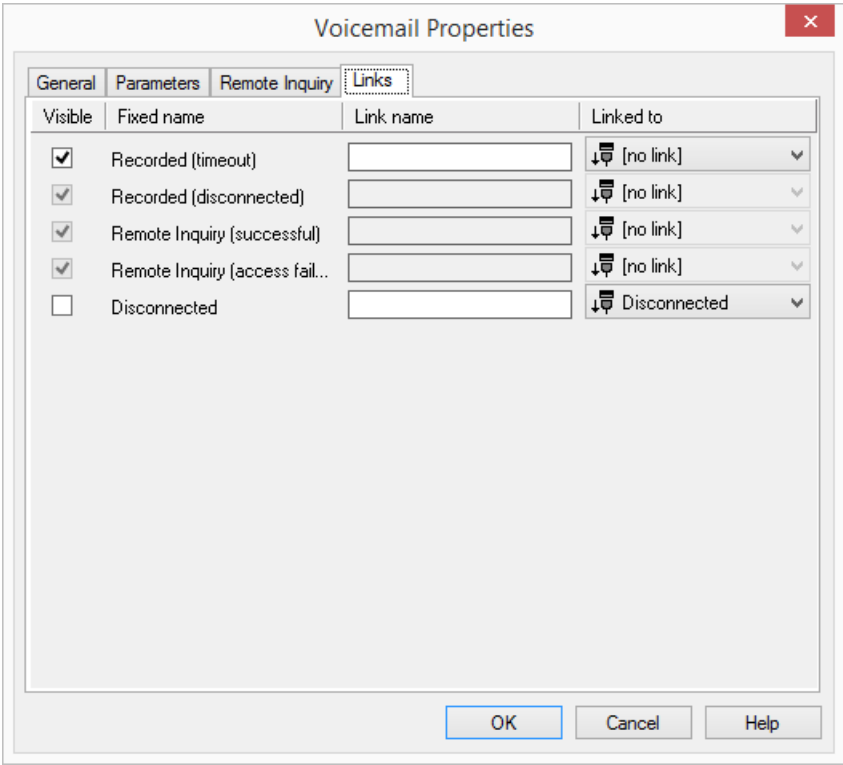 Voicemail Properties
General Parameters Remote Inquiry Links
Visible Fixed name Link name Linked to
Recorded (timeout) [no link]
Recorded (disconnected) [no link]
Remote Inquiry (successful) [no link]
Remote Inquiry (access fail... [no link]
Disconnected Disconnected
OK Cancel Help